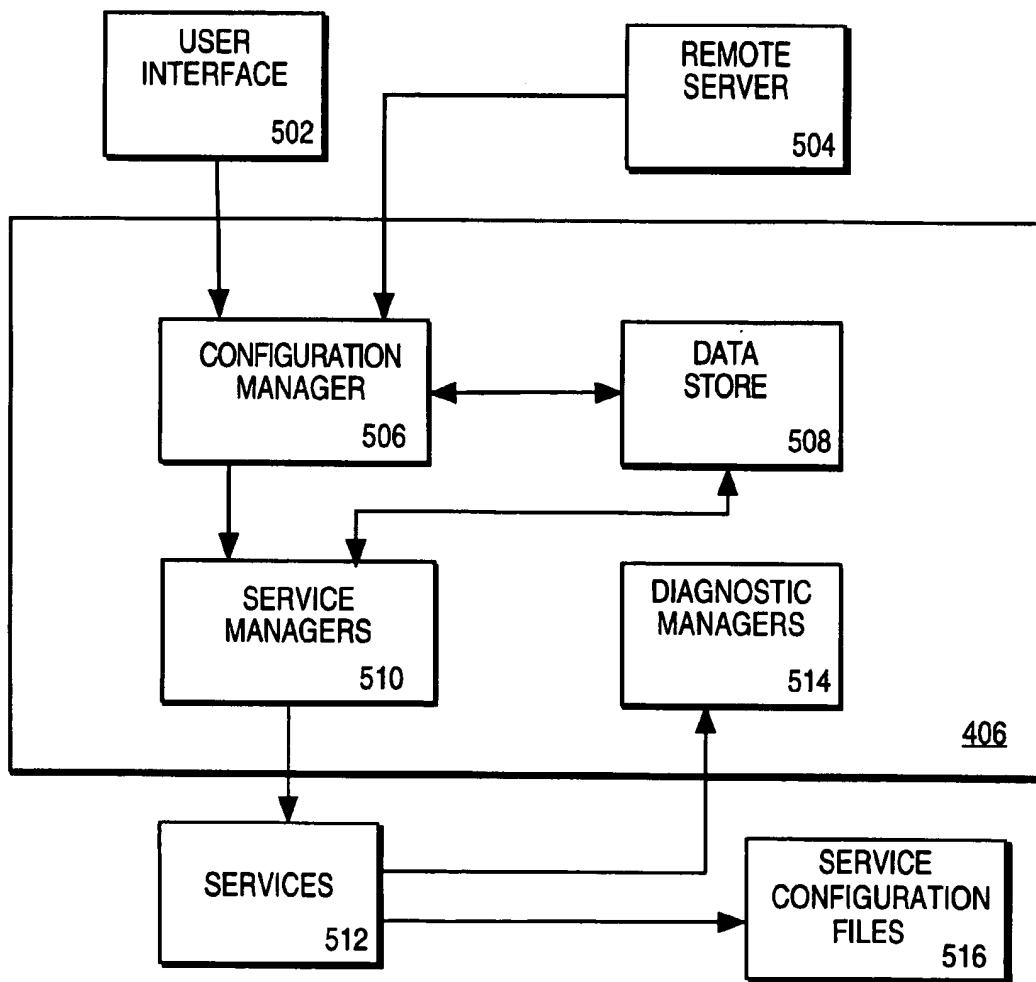 USER
INTERFACE
502
REMOTE
SERVER
504
CONFIGURATION
MANAGER
506
DATA
STORE
508
SERVICE
MANAGERS
510
DIAGNOSTIC
MANAGERS
514
406
SERVICES
512
SERVICE
CONFIGURATION
FILES
516